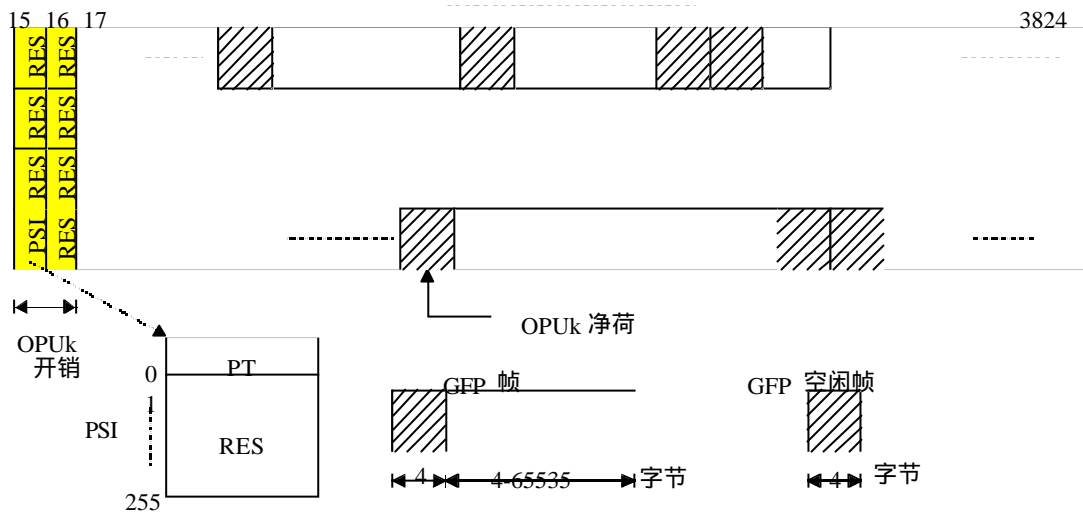 15 16 17 3824
RES RES
RES RES
RES RES
PSI RES
OPUk 净荷
OPUk
开销
0 PT
GFP 帧
GFP 空闲帧
1
PSI
RES
4 4-65535 字节
4 字节
255